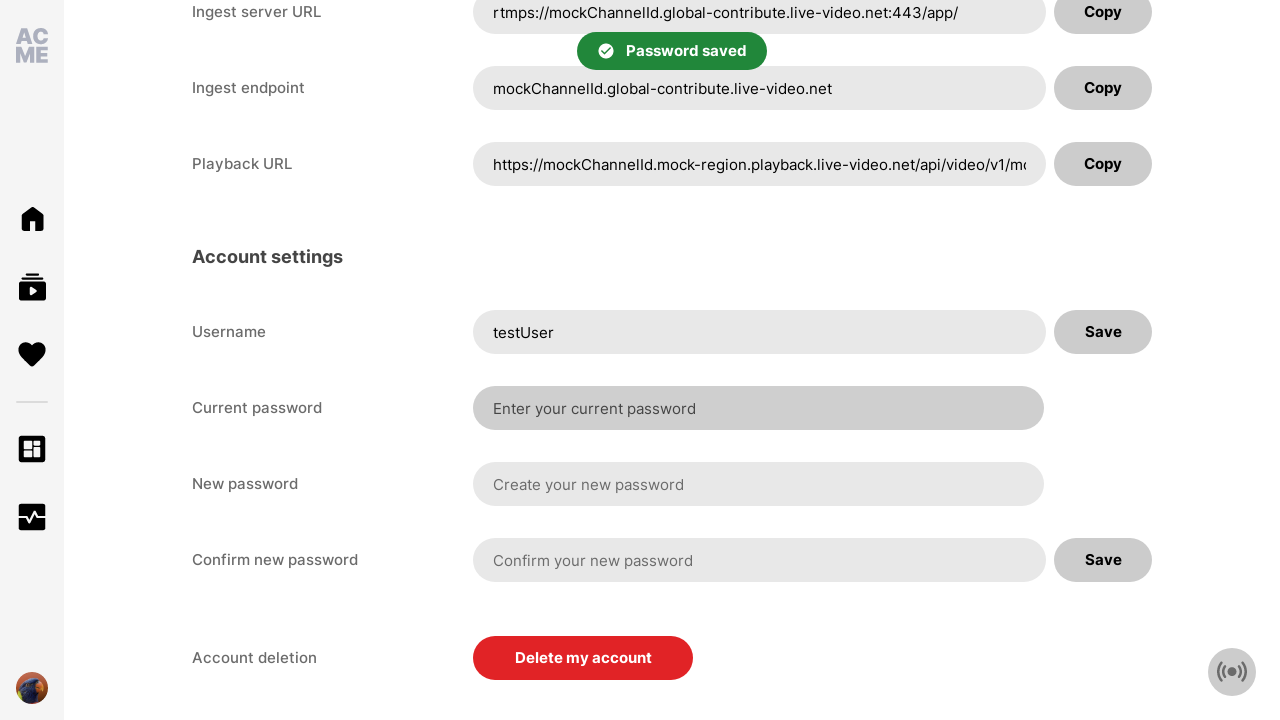 AC
ME
Ingest server URL
rtmps://mockChannelId.global-contribute.live-video.net:443/app/
Copy
Password saved
Ingest endpoint
mockChannelId.global-contribute.live-video.net
Copy
Playback URL
https://mockChannelId.mock-region.playback.live-video.net/api/video/v1/mo
Copy
Account settings
Username
testUser
Save
Current password
Enter your current password
New password
Create your new password
Confirm new password
Confirm your new password
Save
Account deletion
Delete my account